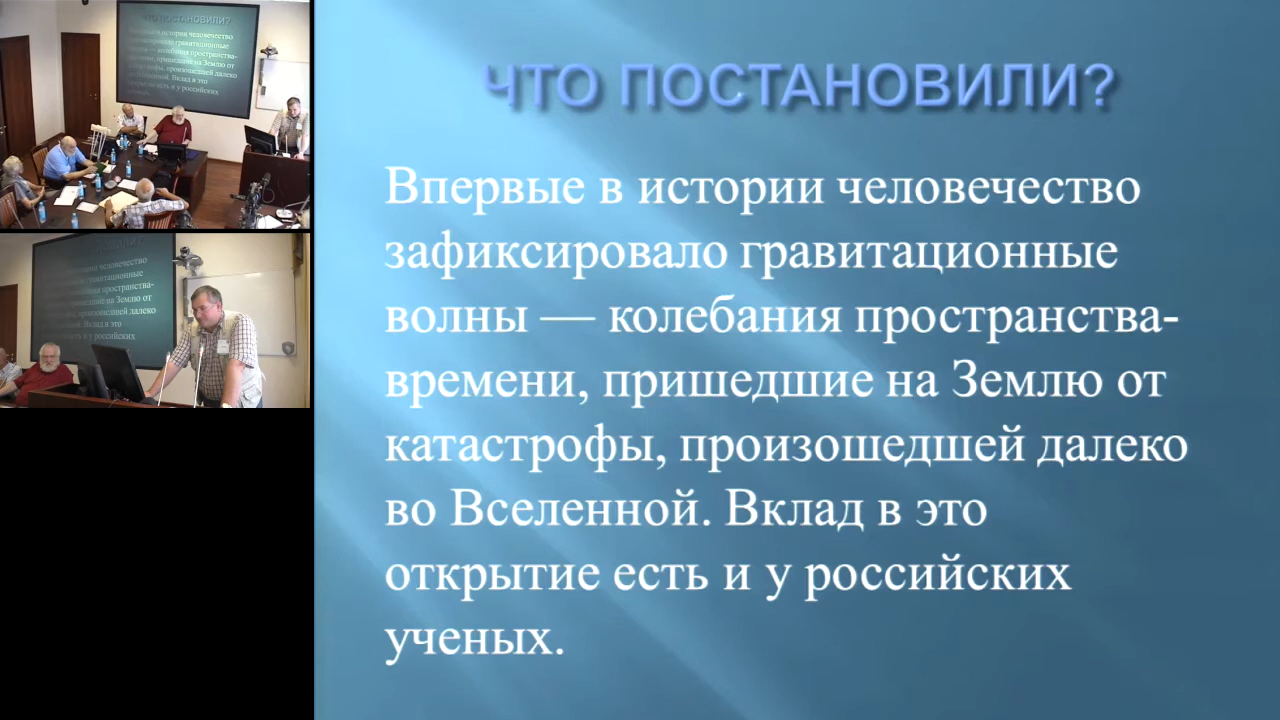 ЧТО ПОСТАНОВИЛИ?
Впервые в истории человечество
зафиксировало гравитационные
волны — колебания пространства-
времени, пришедшие на Землю от
катастрофы, произошедшей далеко
во Вселенной. Вклад в это
открытие есть и у российских
ученых.